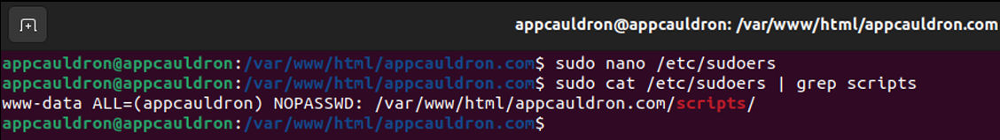 appcauldron@appcauldron: /var/www/html/appcauldron.com
appcauldron@appcauldron:/var/www/html/appcauldron.com$ sudo nano /etc/sudoers
appcauldron@appcauldron:/var/www/html/appcauldron.com$ sudo cat /etc/sudoers | grep scripts
www-data ALL=(appcauldron) NOPASSWD: /var/www/html/appcauldron.com/scripts/
appcauldron@appcauldron:/var/www/html/appcauldron.com$